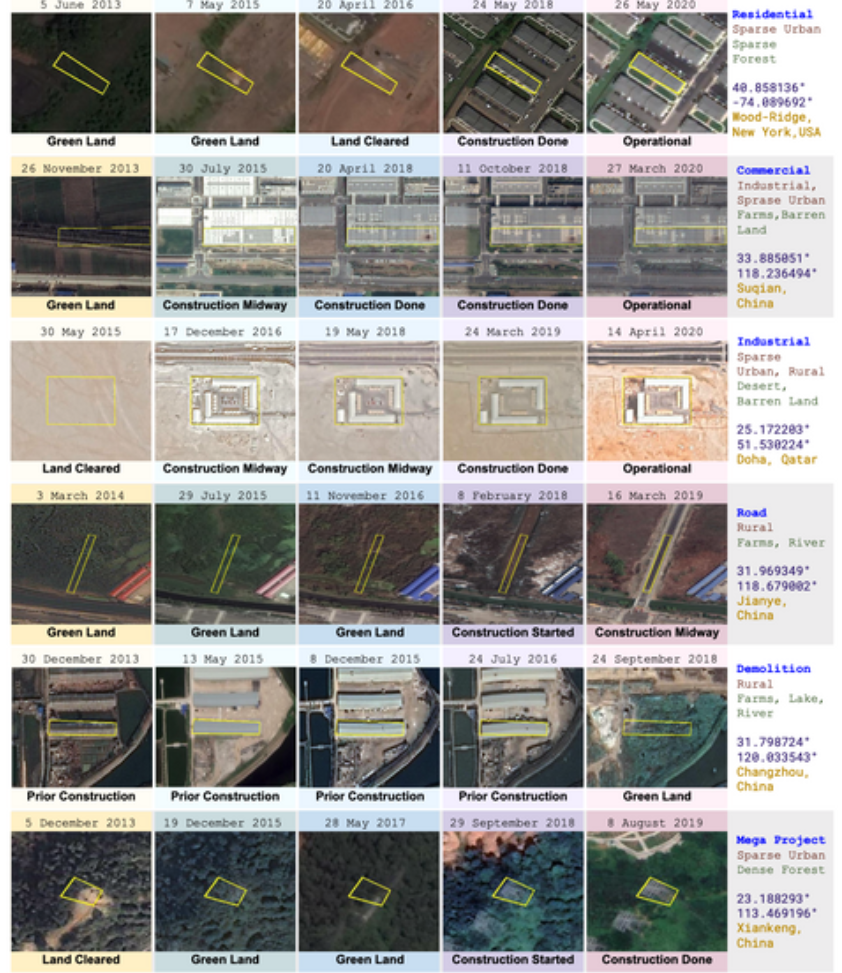 5 June 2013 7 May 2015 20 April 2016 24 May 2018 26 May 2020
Green Land Green Land Land Cleared Construction Done Operational
Residential
Sparse Urban
Sparse
Forest
40.858136°
-74.089692°
Wood-Ridge,
New York,USA
26 November 2013 30 July 2015 20 April 2018 11 October 2018 27 March 2020
Green Land Construction Midway Construction Done Construction Done Operational
Commercial
Industrial,
Sprase Urban
Farms,Barren
Land
33.885051°
118.236494°
Suqian,
China
30 May 2015 17 December 2016 19 May 2018 24 March 2019 14 April 2020
Land Cleared Construction Midway Construction Midway Construction Done Operational
Industrial
Sparse
Urban, Rural
Desert,
Barren Land
25.172203°
51.530224°
Doha, Qatar
3 March 2014 29 July 2015 11 November 2016 8 February 2018 16 March 2019
Green Land Green Land Green Land Construction Started Construction Midway
Road
Rural
Farms, River
31.969349°
118.679002°
Jianye,
China
30 December 2013 13 May 2015 8 December 2015 24 July 2016 24 September 2018
Prior Construction Prior Construction Prior Construction Prior Construction Green Land
Demolition
Rural
Farms, Lake,
River
31.798724°
120.033543°
Changzhou,
China
5 December 2013 19 December 2015 28 May 2017 29 September 2018 8 August 2019
Land Cleared Green Land Green Land Construction Started Construction Done
Mega Project
Sparse Urban
Dense Forest
23.188293°
113.469196°
Xiankeng,
China